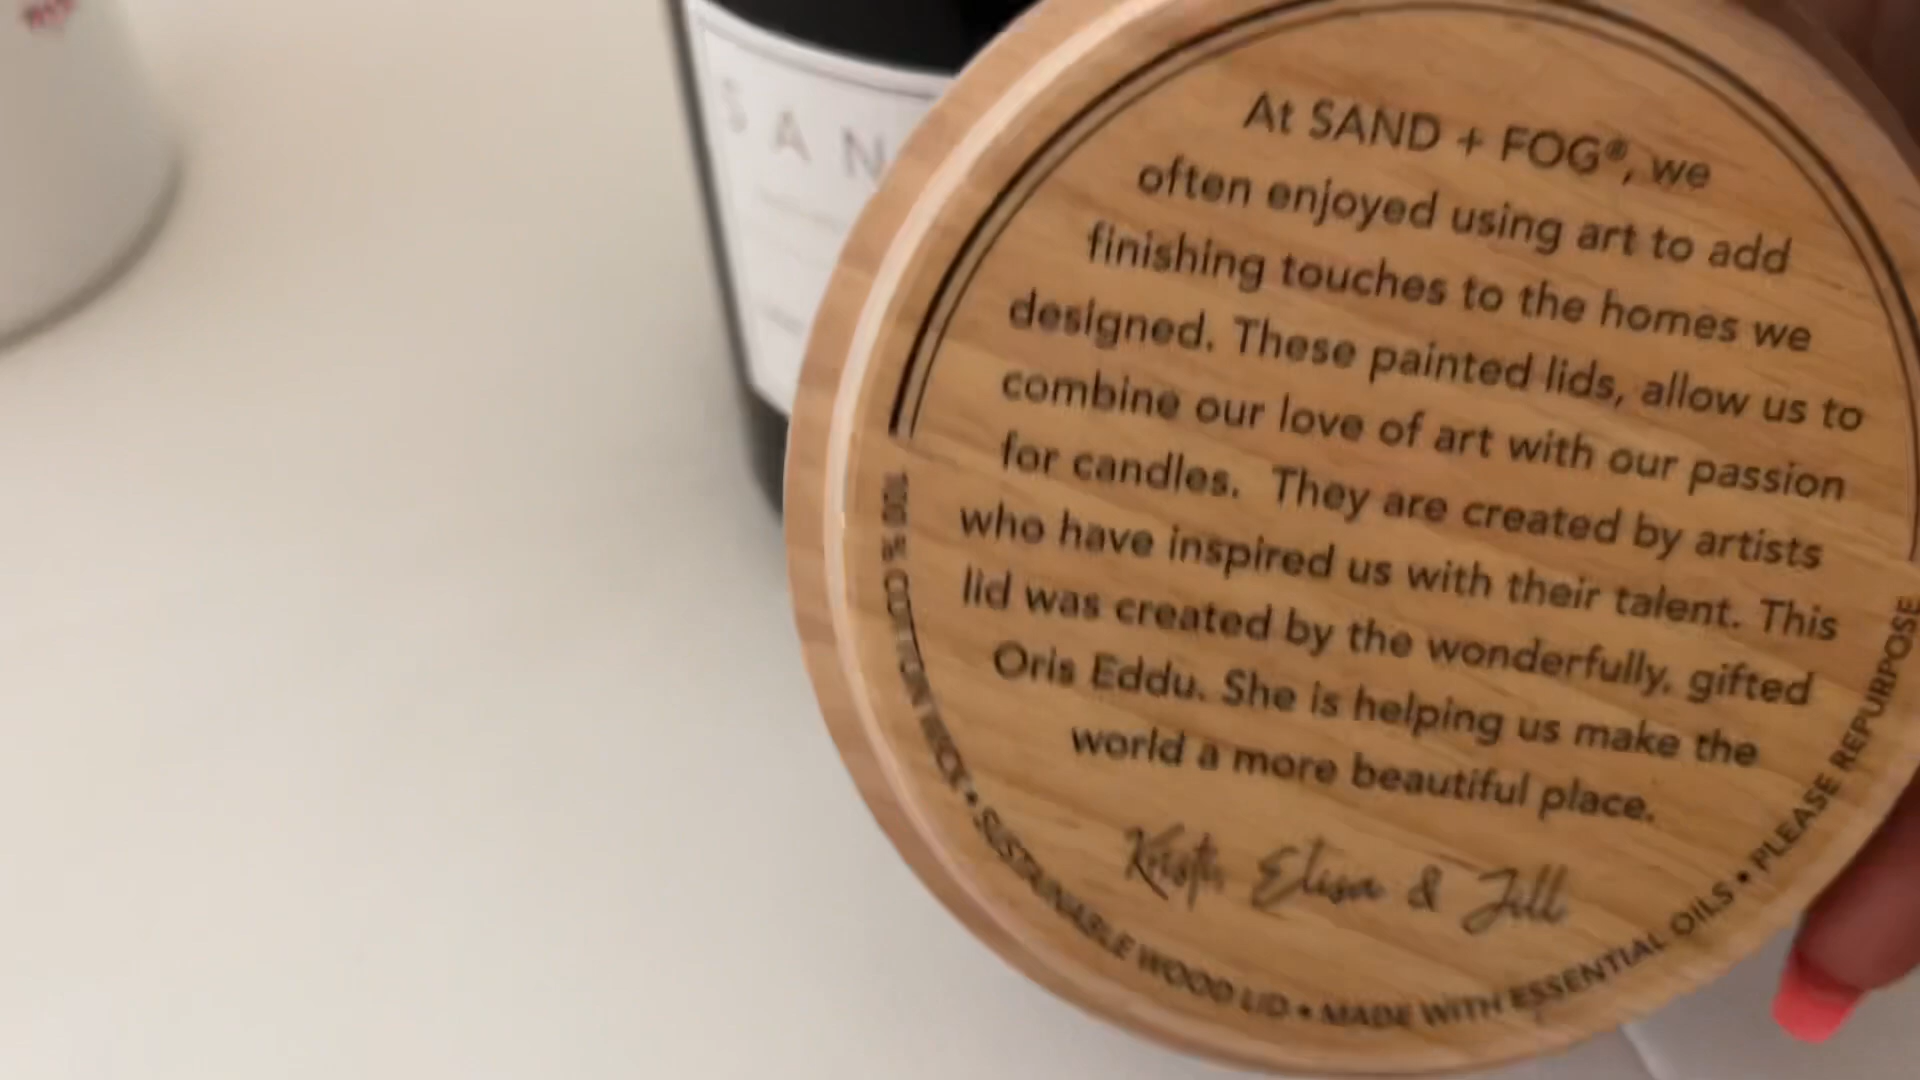 SAN
At SAND + FOG®, we
often enjoyed using art to add
finishing touches to the homes we
designed. These painted lids, allow us to
combine our love of art with our passion
for candles. They are created by artists
who have inspired us with their talent. This
lid was created by the wonderfully, gifted
Oris Eddu. She is helping us make the
world a more beautiful place.
Kristin Elisa & Jill
100 % COTTON WICK • SUSTAINABLE WOOD LID • MADE WITH ESSENTIAL OILS • PLEASE REPURPOSE